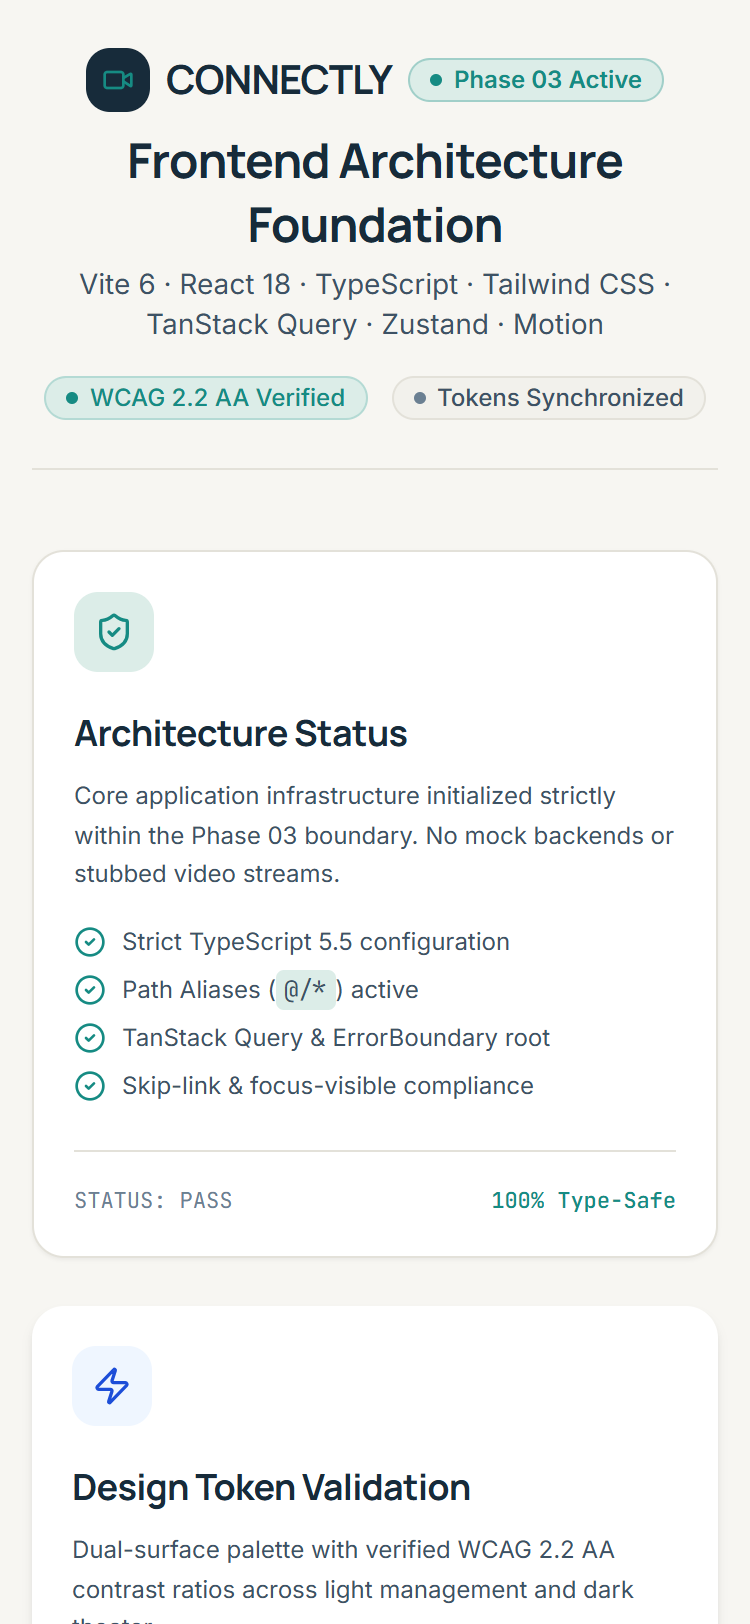 CONNECTLY
Phase 03 Active
Frontend Architecture
Foundation
Vite 6 · React 18 · TypeScript · Tailwind CSS ·
TanStack Query · Zustand · Motion
WCAG 2.2 AA Verified
Tokens Synchronized
Architecture Status
Core application infrastructure initialized strictly
within the Phase 03 boundary. No mock backends or
stubbed video streams.
Strict TypeScript 5.5 configuration
Path Aliases (@/*) active
TanStack Query & ErrorBoundary root
Skip-link & focus-visible compliance
STATUS: PASS
100% Type-Safe
Design Token Validation
Dual-surface palette with verified WCAG 2.2 AA
contrast ratios across light management and dark